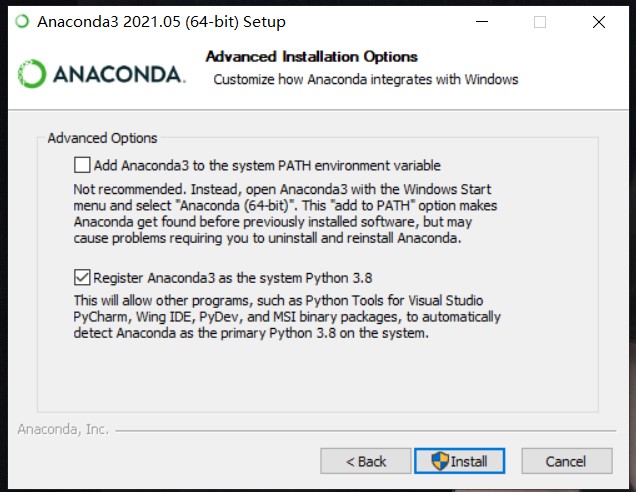 Anaconda3 2021.05 (64-bit) Setup
ANACONDA.
Advanced Installation Options
Customize how Anaconda integrates with Windows
Advanced Options
Add Anaconda3 to the system PATH environment variable
Not recommended. Instead, open Anaconda3 with the Windows Start
menu and select "Anaconda (64-bit)". This "add to PATH" option makes
Anaconda get found before previously installed software, but may
cause problems requiring you to uninstall and reinstall Anaconda.
Register Anaconda3 as the system Python 3.8
This will allow other programs, such as Python Tools for Visual Studio
PyCharm, Wing IDE, PyDev, and MSI binary packages, to automatically
detect Anaconda as the primary Python 3.8 on the system.
Anaconda, Inc.
< Back
Install
Cancel